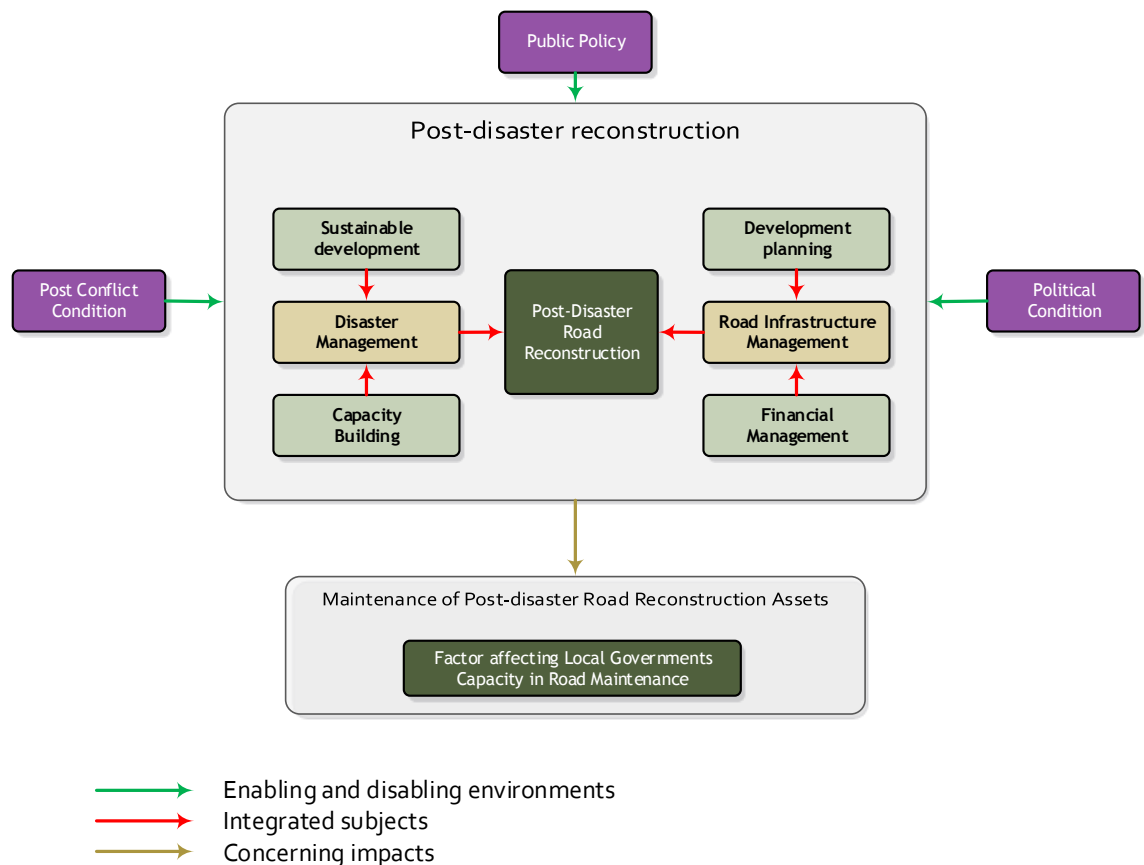 Public Policy
Post-disaster reconstruction
Sustainable
development
Development
planning
Post Conflict
Condition
Disaster
Management
Post-Disaster
Road
Reconstruction
Road Infrastructure
Management
Political
Condition
Capacity
Building
Financial
Management
Maintenance of Post-disaster Road Reconstruction Assets
Factor affecting Local Governments
Capacity in Road Maintenance
Enabling and disabling environments
Integrated subjects
Concerning impacts